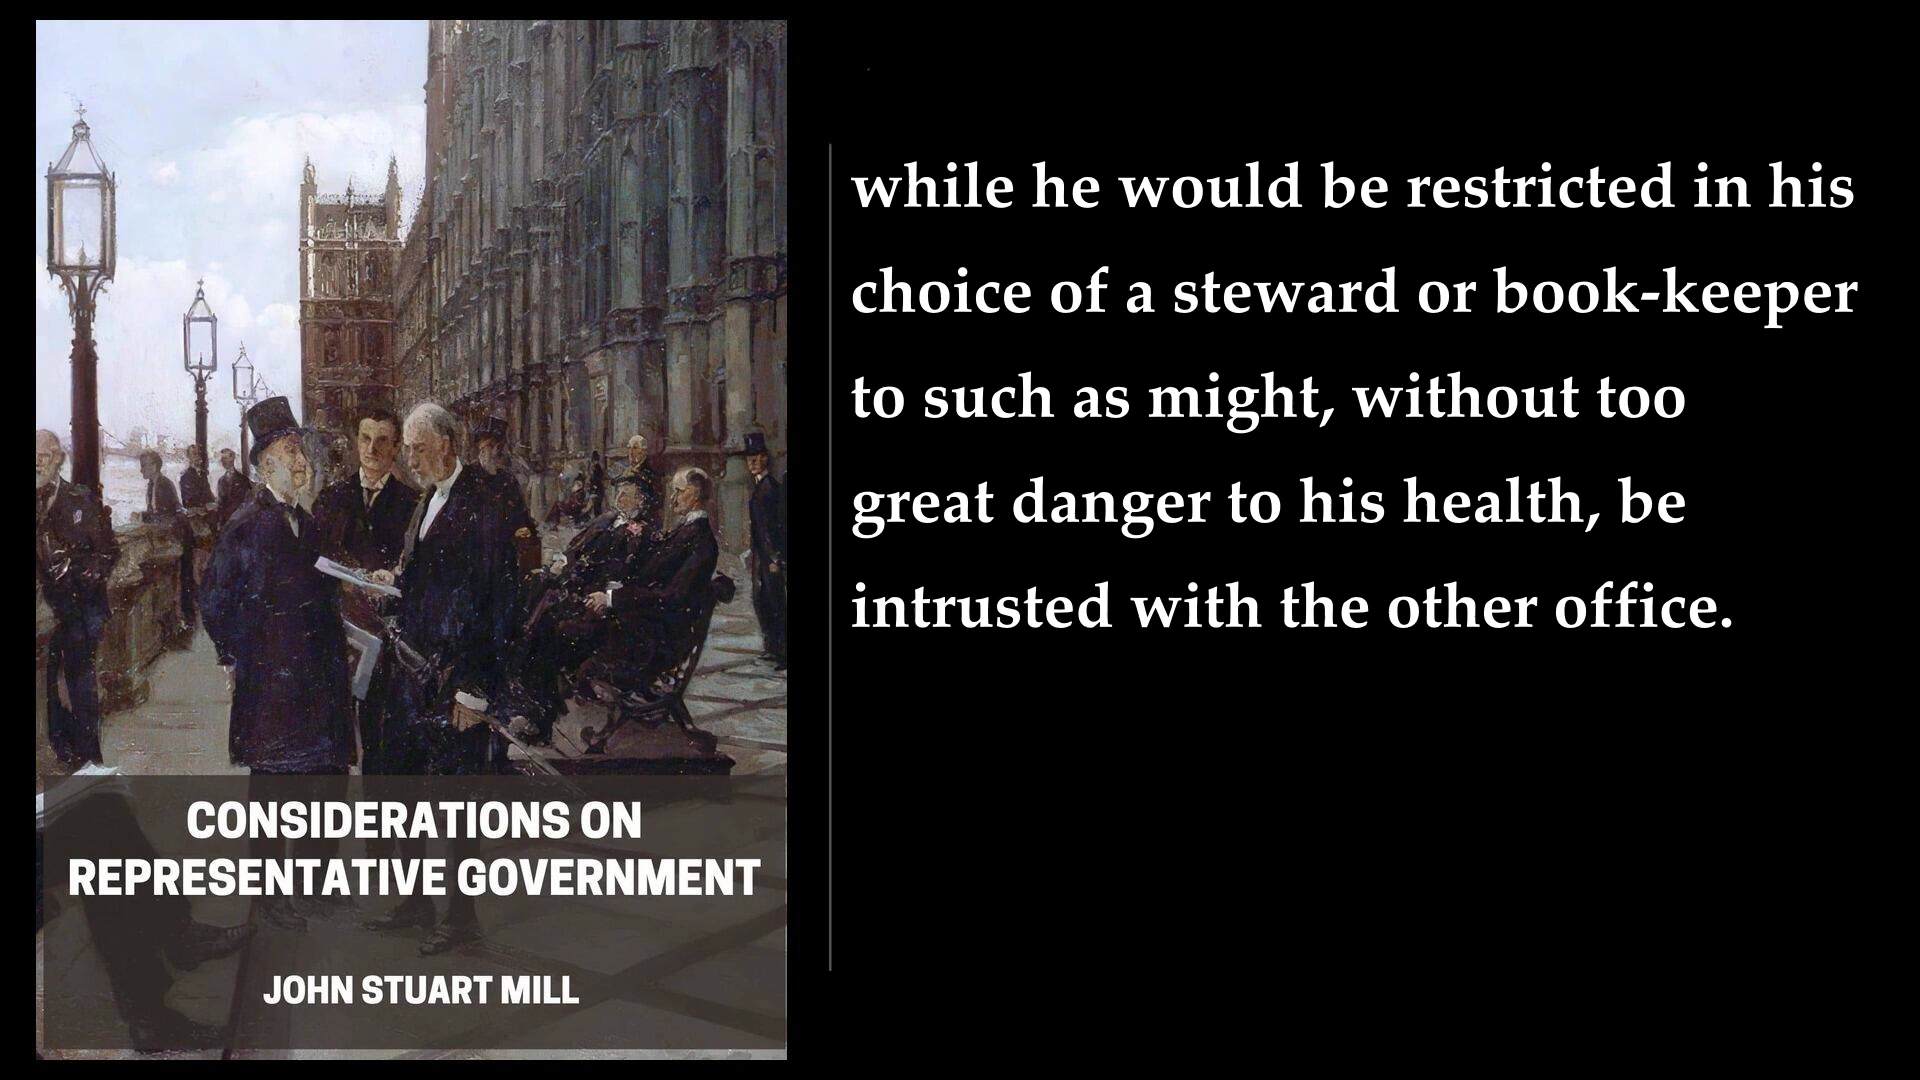 while he would be restricted in his
choice of a steward or book-keeper
to such as might, without too
great danger to his health, be
intrusted with the other office.
CONSIDERATIONS ON
REPRESENTATIVE GOVERNMENT
JOHN STUART MILL